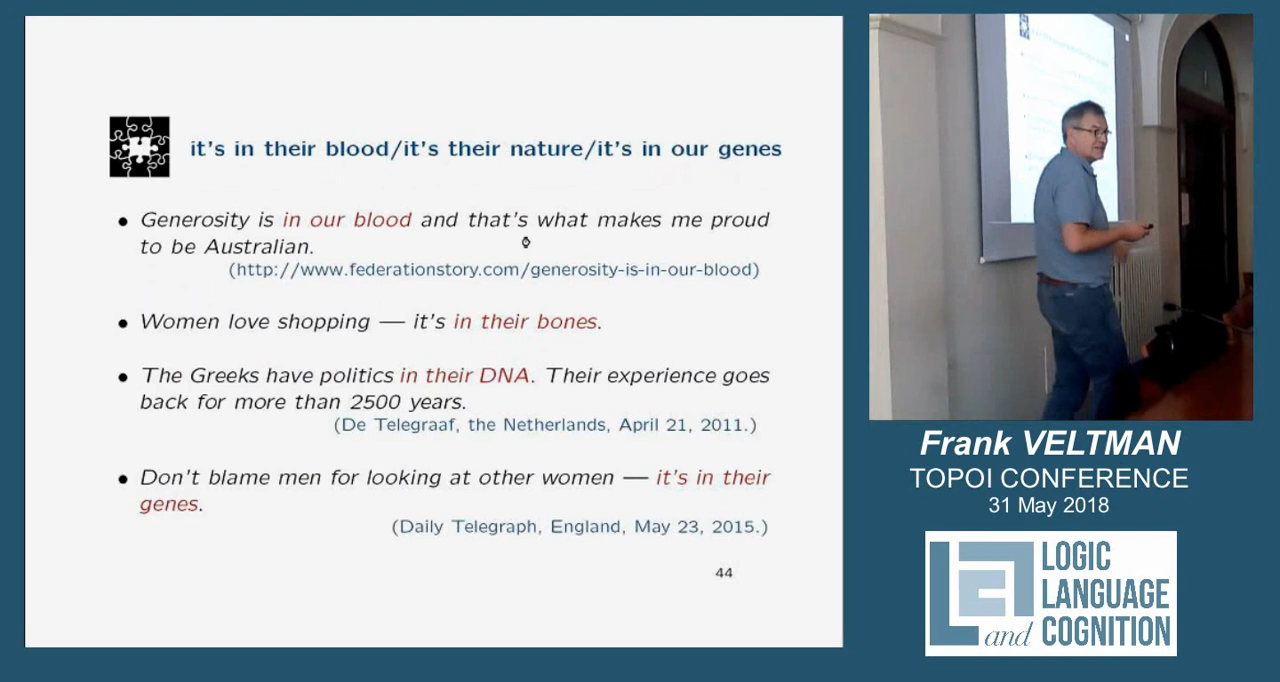 it's in their blood/it's their nature/it's in our genes
• Generosity is in our blood and that's what makes me proud
to be Australian.
(http://www.federationstory.com/generosity-is-in-our-blood)
• Women love shopping — it's in their bones.
• The Greeks have politics in their DNA. Their experience goes
back for more than 2500 years.
(De Telegraaf, the Netherlands, April 21, 2011.)
• Don't blame men for looking at other women — it's in their
genes.
(Daily Telegraph, England, May 23, 2015.)
44
Frank VELTMAN
TOPOI CONFERENCE
31 May 2018
LOGIC
LANGUAGE
and COGNITION